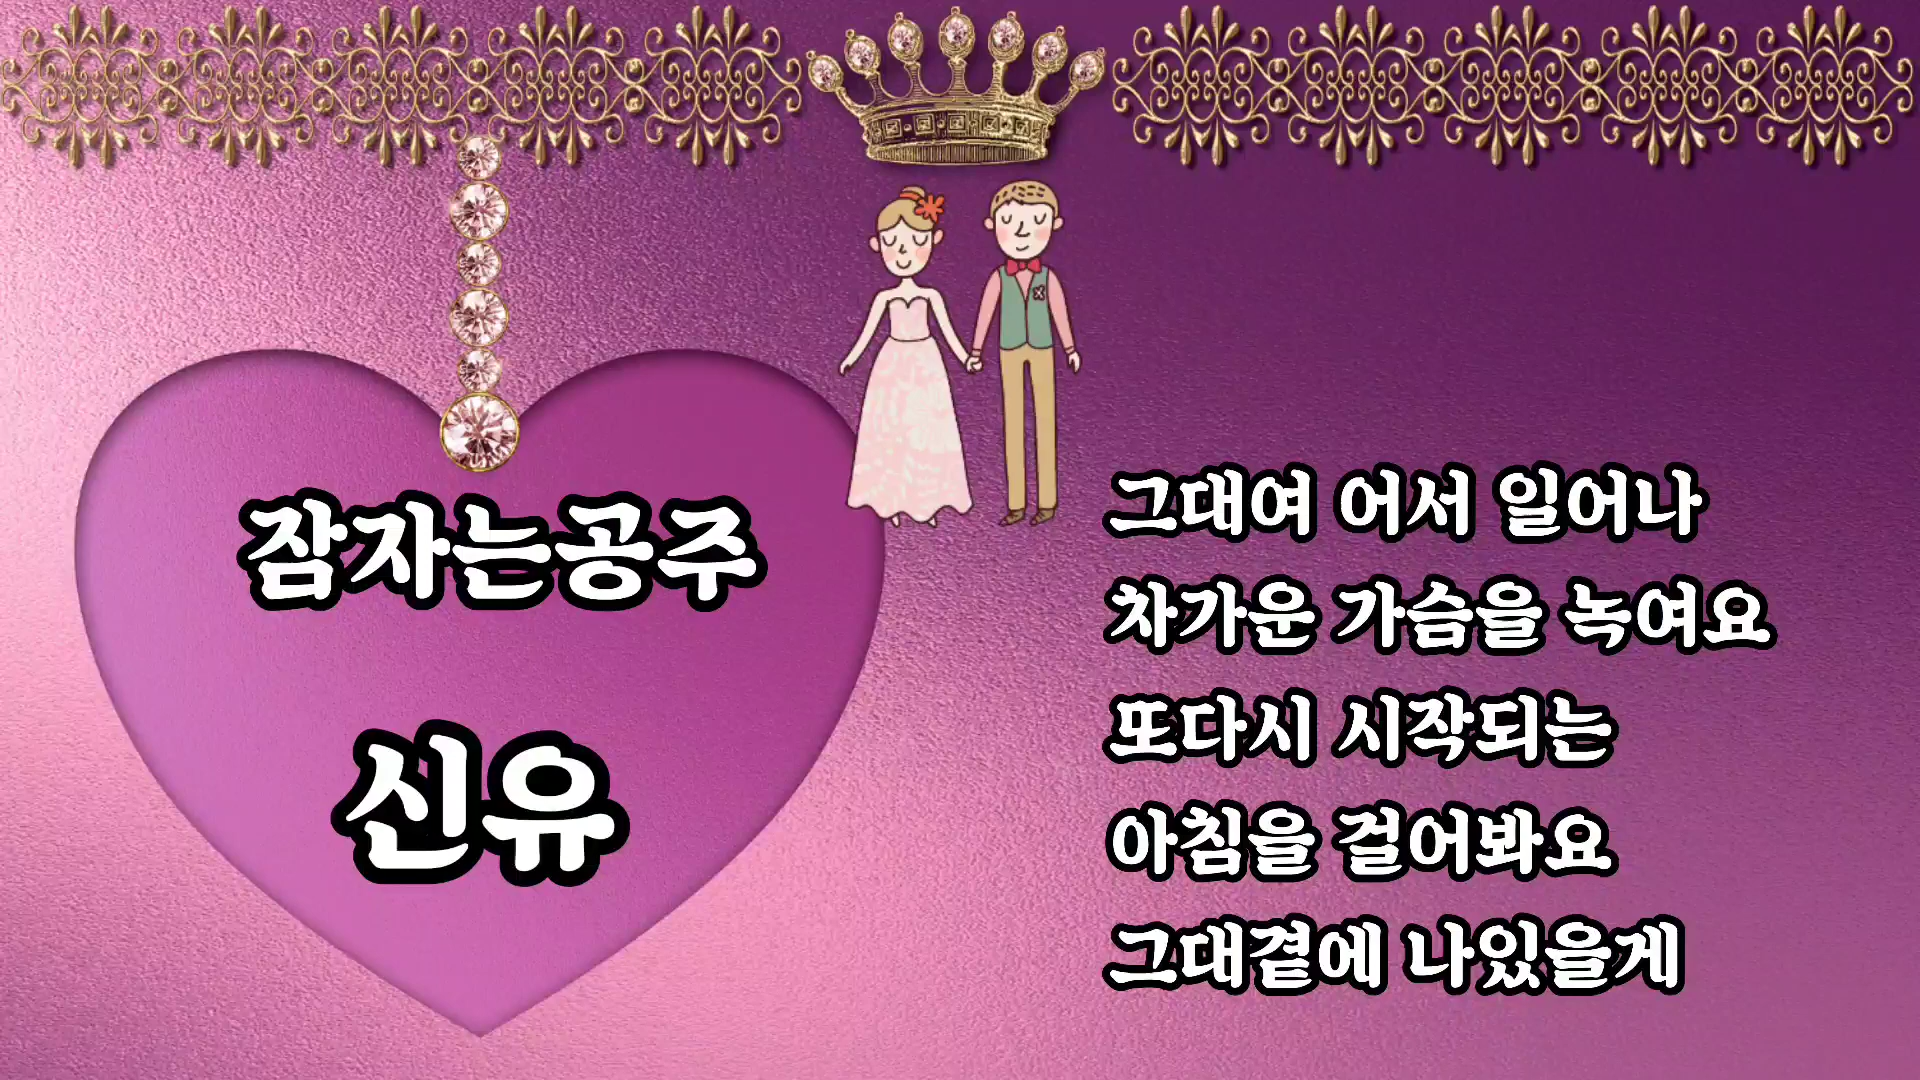 잠자는공주
신유
그대여 어서 일어나
차가운 가슴을 녹여요
또다시 시작되는
아침을 걸어봐요
그대곁에 나있을게